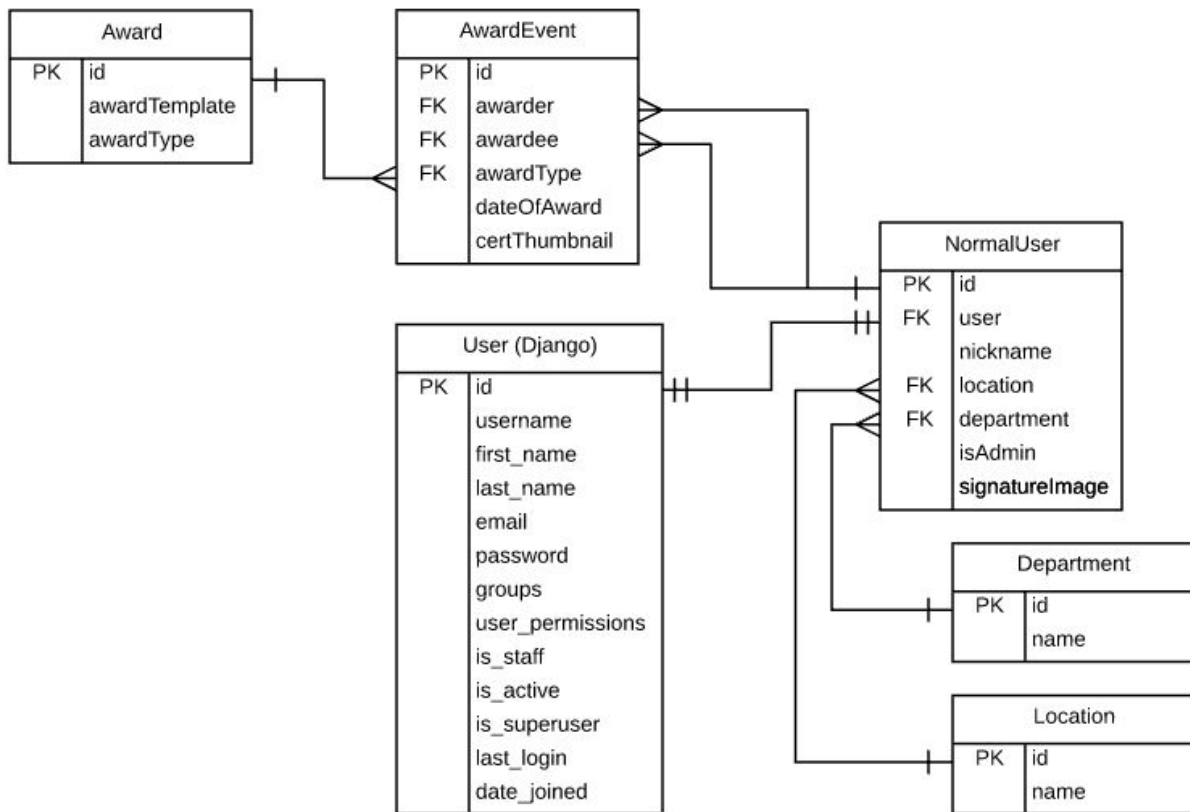 Award
PK id
awardTemplate
awardType
AwardEvent
PK id
FK awarder
FK awardee
FK awardType
dateOfAward
certThumbnail
NormalUser
PK id
FK user
nickname
FK location
FK department
isAdmin
signatureImage
User (Django)
PK id
username
first_name
last_name
email
password
groups
user_permissions
is_staff
is_active
is_superuser
last_login
date_joined
Department
PK id
name
Location
PK id
name